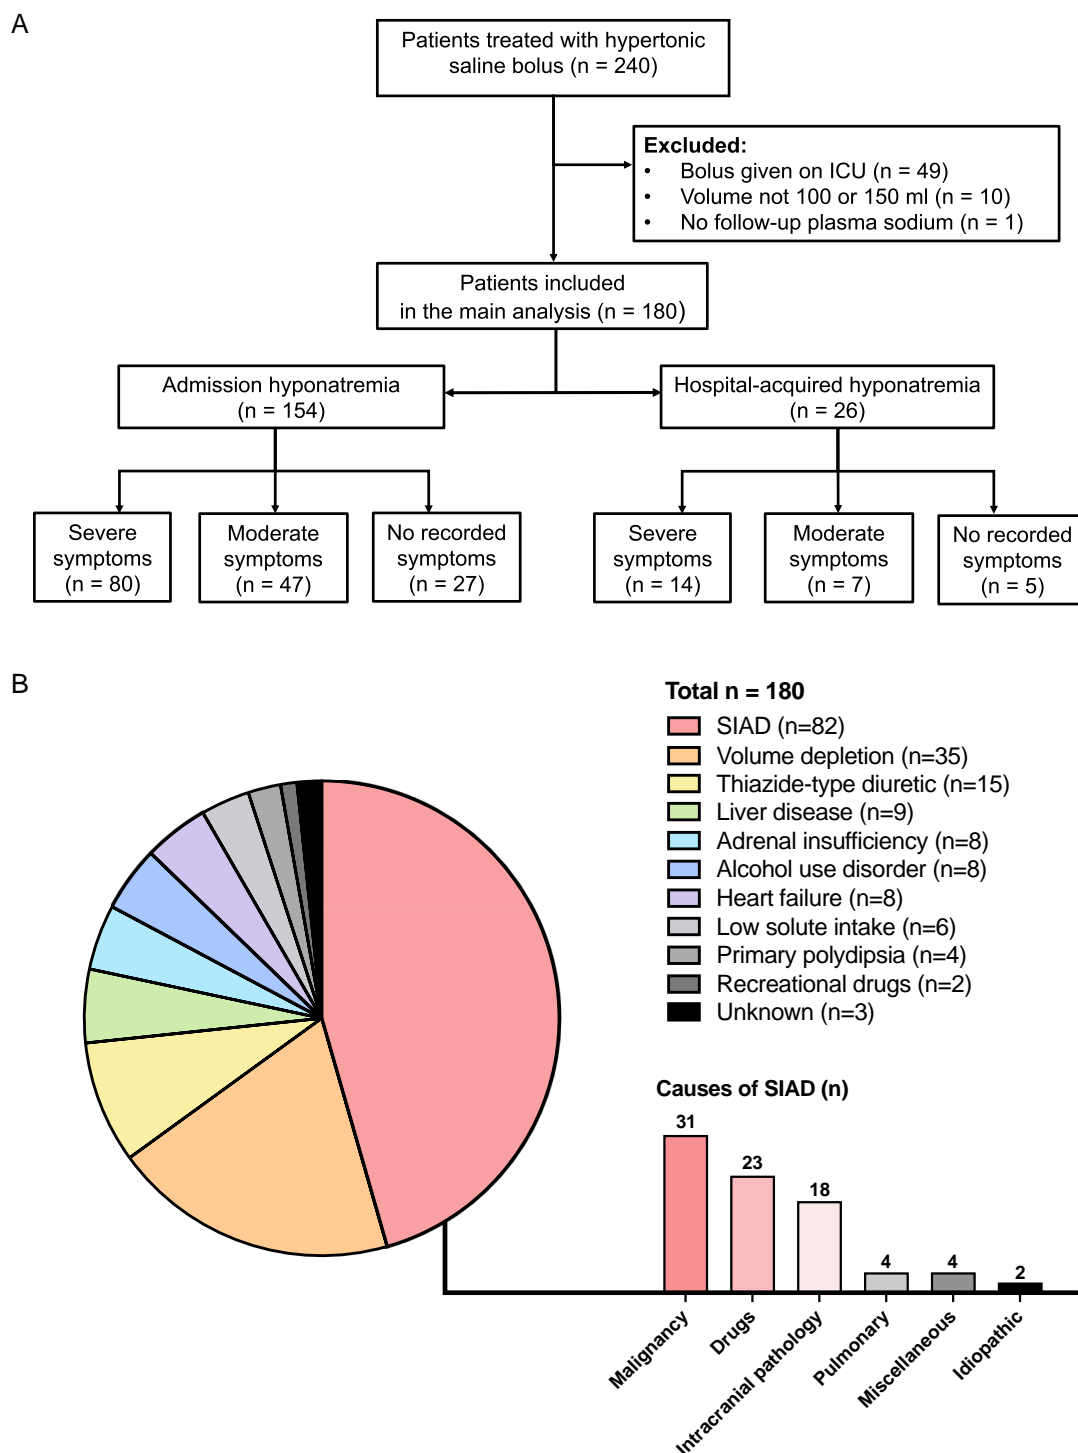 A
Patients treated with hypertonic
saline bolus (n = 240)
Excluded:
• Bolus given on ICU (n = 49)
• Volume not 100 or 150 ml (n = 10)
• No follow-up plasma sodium (n = 1)
Patients included
in the main analysis (n = 180)
Admission hyponatremia
(n = 154)
Hospital-acquired hyponatremia
(n = 26)
Severe
symptoms
(n = 80)
Moderate
symptoms
(n = 47)
No recorded
symptoms
(n = 27)
Severe
symptoms
(n = 14)
Moderate
symptoms
(n = 7)
No recorded
symptoms
(n = 5)
B
Total n = 180
SIAD (n=82)
Volume depletion (n=35)
Thiazide-type diuretic (n=15)
Liver disease (n=9)
Adrenal insufficiency (n=8)
Alcohol use disorder (n=8)
Heart failure (n=8)
Low solute intake (n=6)
Primary polydipsia (n=4)
Recreational drugs (n=2)
Unknown (n=3)
Causes of SIAD (n)
31
23
18
4
4
2
Malignancy
Drugs
Intracranial pathology
Pulmonary
Miscellaneous
Idiopathic